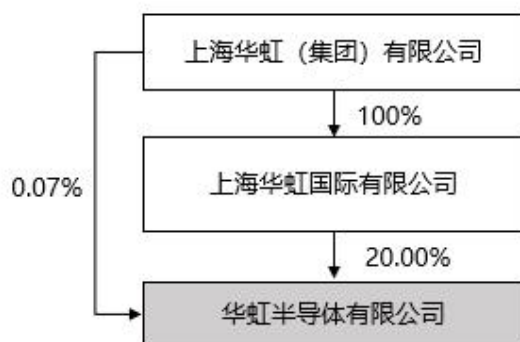 上海华虹（集团）有限公司
100%
上海华虹国际有限公司
0.07%
20.00%
华虹半导体有限公司